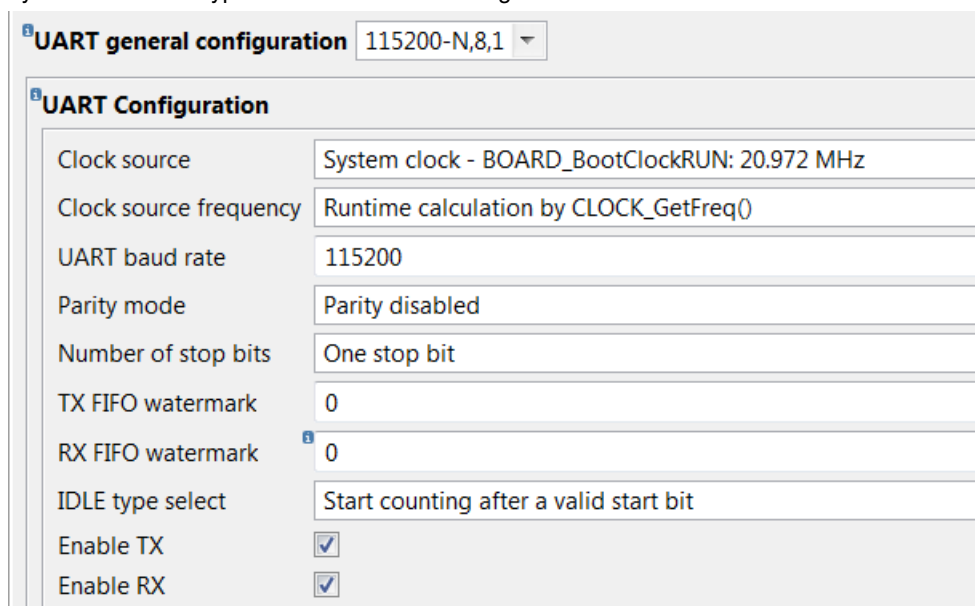 UART general configuration 115200-N,8,1
UART Configuration
Clock source System clock - BOARD_BootClockRUN: 20.972 MHz
Clock source frequency Runtime calculation by CLOCK_GetFreq()
UART baud rate 115200
Parity mode Parity disabled
Number of stop bits One stop bit
TX FIFO watermark 0
RX FIFO watermark 0
IDLE type select Start counting after a valid start bit
Enable TX
Enable RX